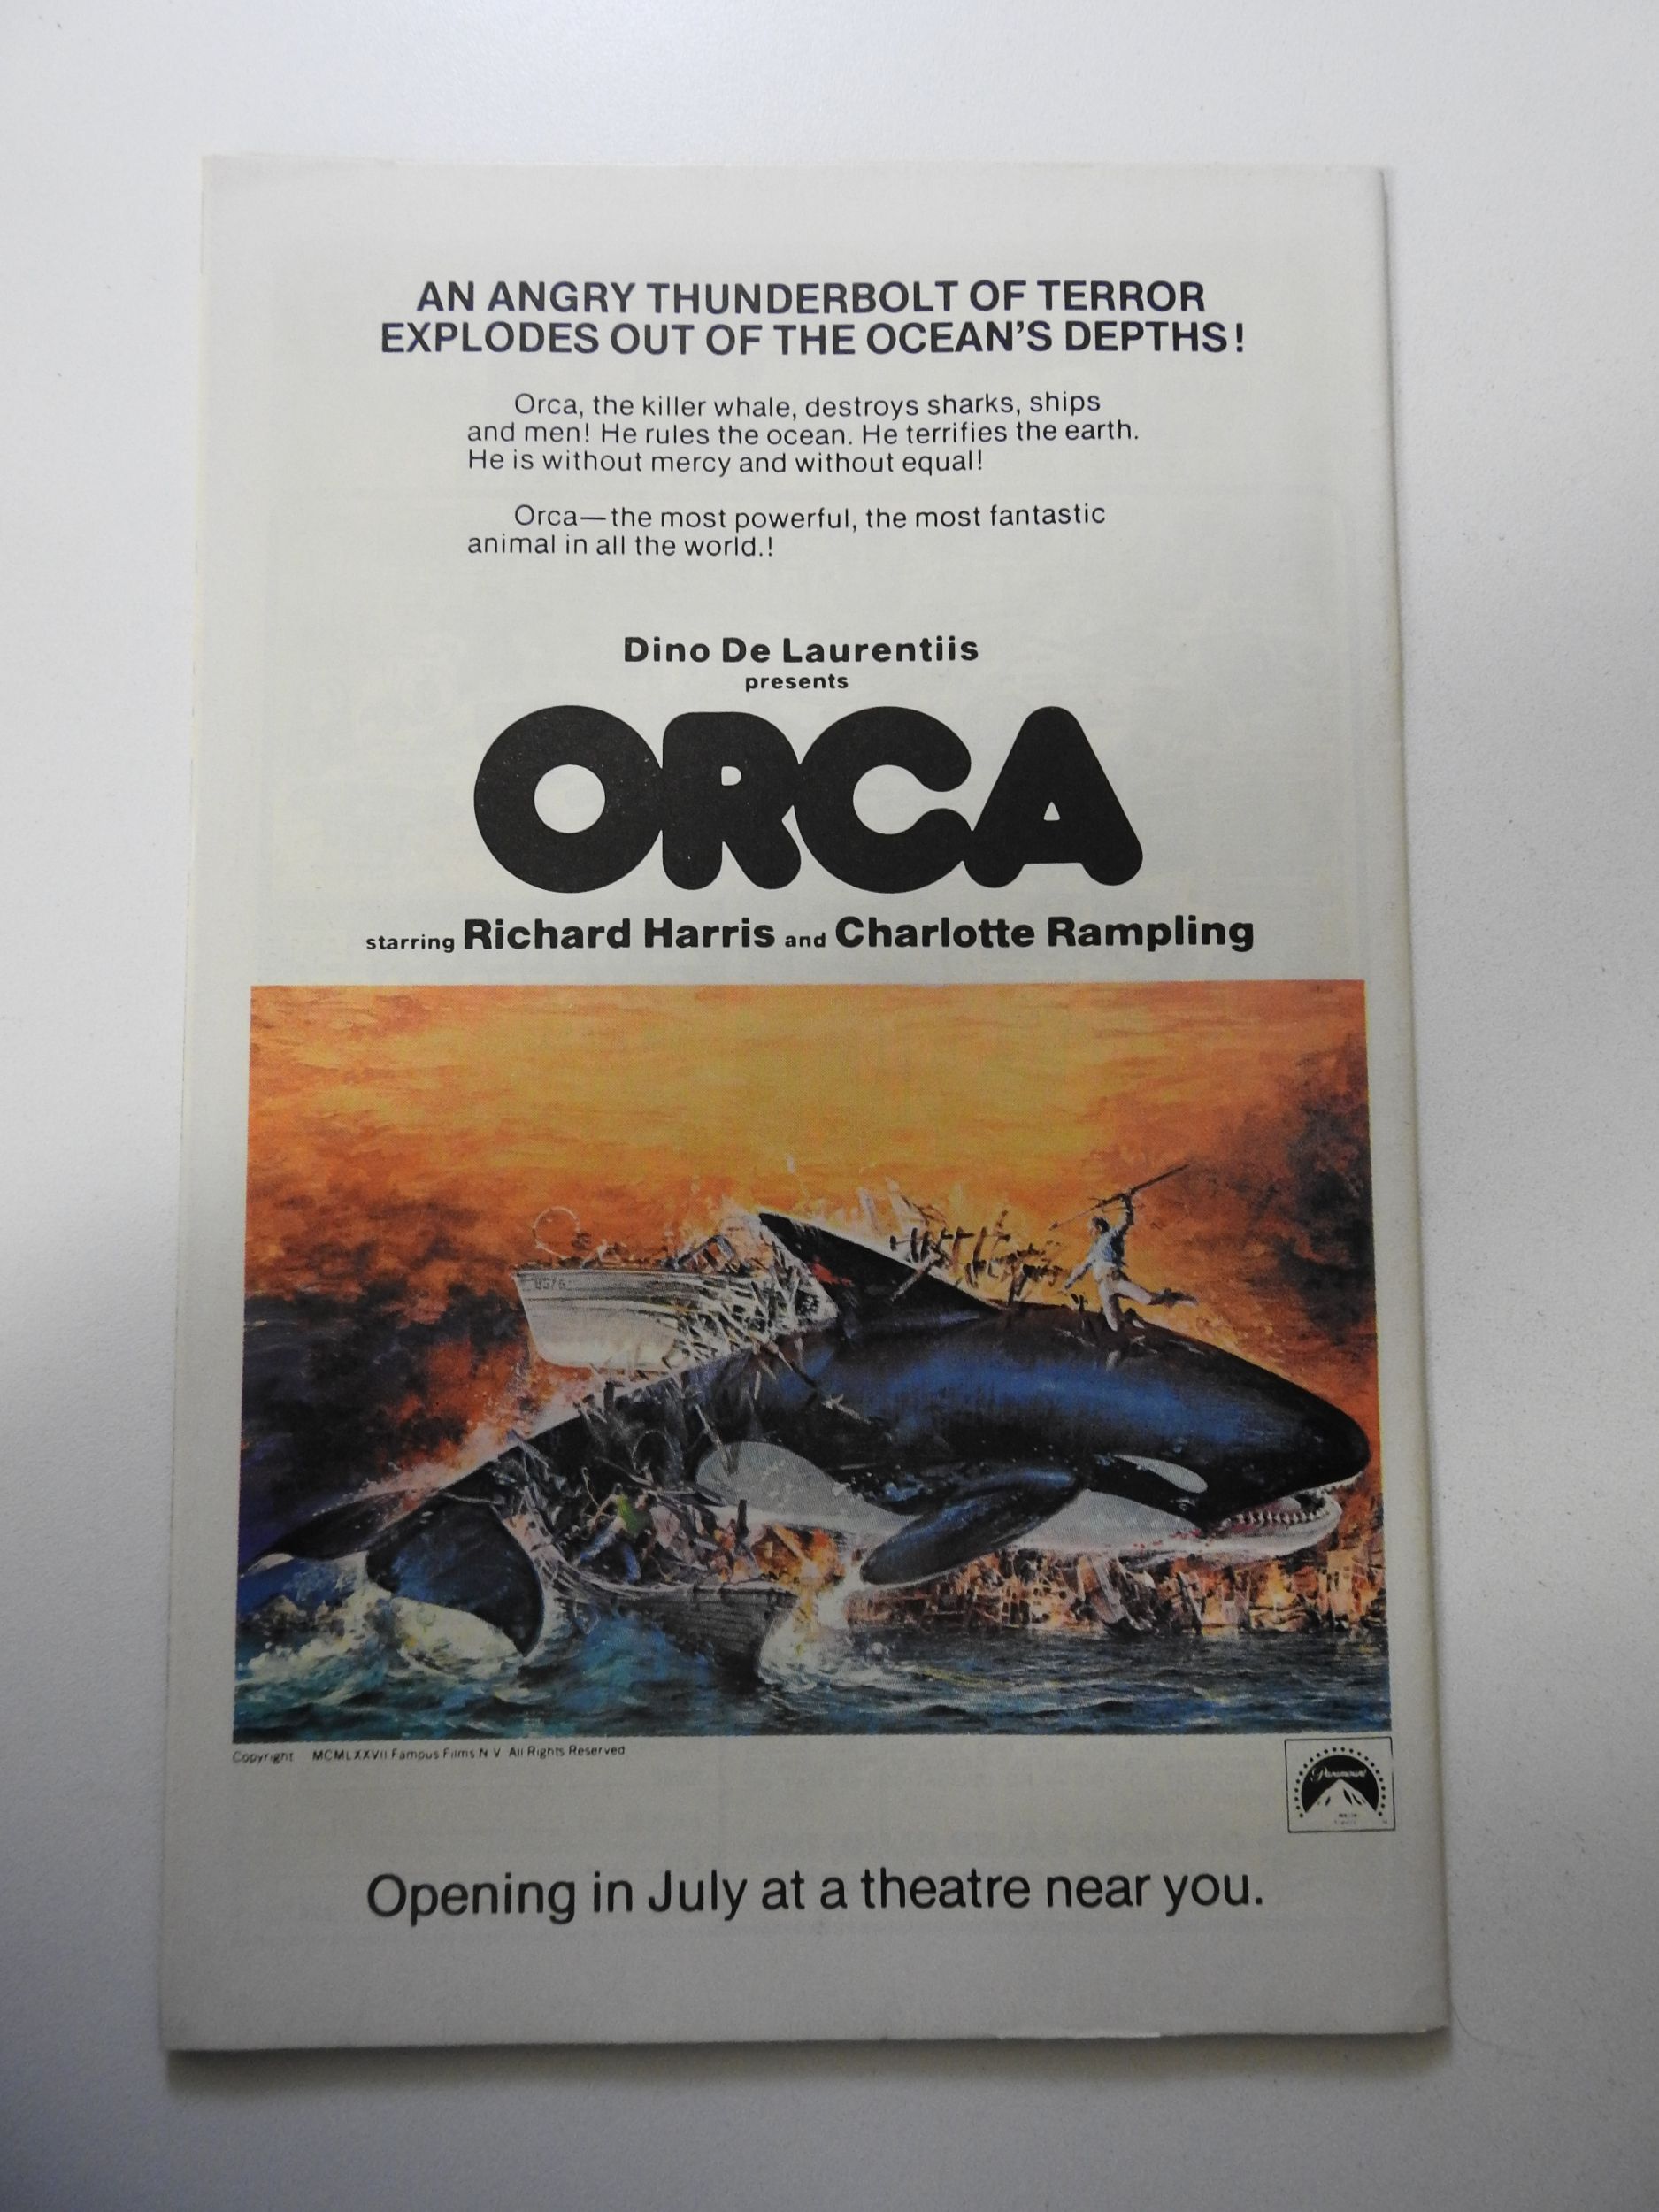 AN ANGRY THUNDERBOLT OF TERROR
EXPLODES OUT OF THE OCEAN'S DEPTHS!
Orca, the killer whale, destroys sharks, ships
and men! He rules the ocean. He terrifies the earth.
He is without mercy and without equal!
Orca—the most powerful, the most fantastic
animal in all the world.!
Dino De Laurentiis
presents
ORCA
starring Richard Harris and Charlotte Rampling
Copyright MCMLXXVII Famous Films N V All Rights Reserved
Paramount
Opening in July at a theatre near you.